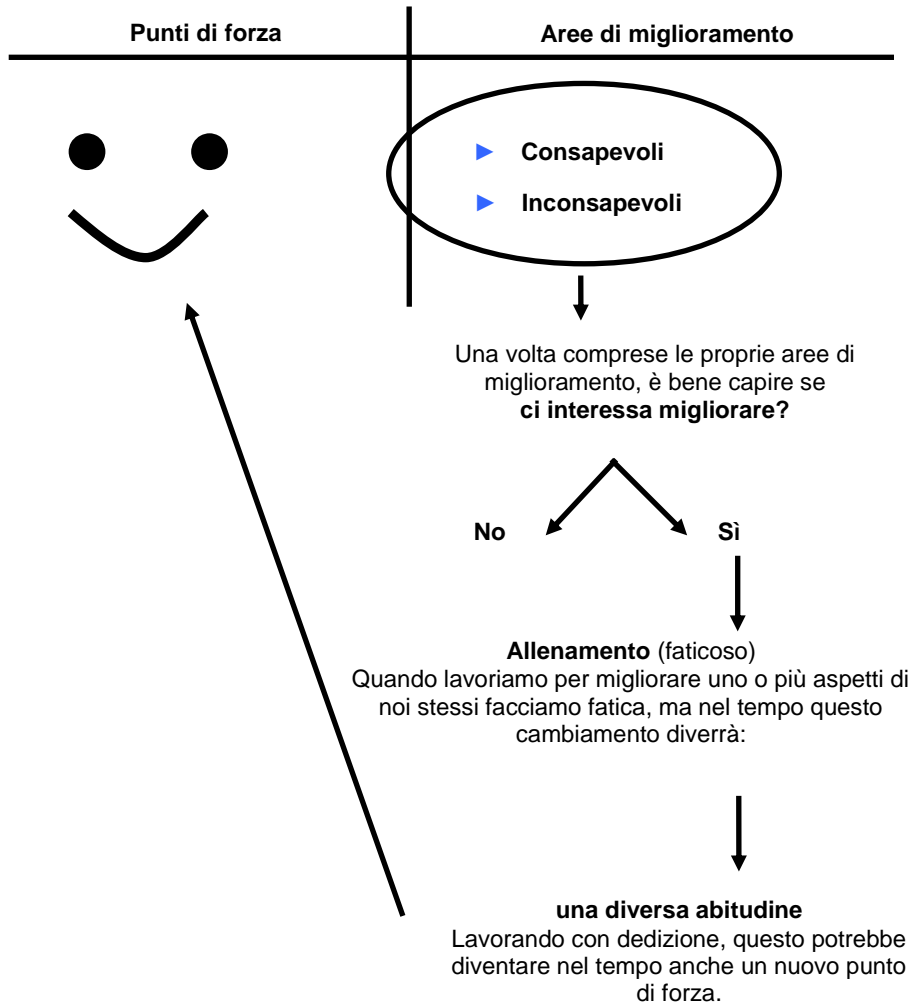 Punti di forza
Aree di miglioramento
► Consapevoli
► Inconsapevoli
Una volta comprese le proprie aree di
miglioramento, è bene capire se
ci interessa migliorare?
No
Sì
Allenamento (faticoso)
Quando lavoriamo per migliorare uno o più aspetti di
noi stessi facciamo fatica, ma nel tempo questo
cambiamento diverrà:
una diversa abitudine
Lavorando con dedizione, questo potrebbe
diventare nel tempo anche un nuovo punto
di forza.